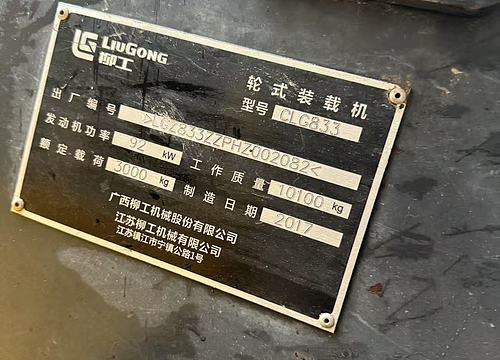 LIUGONG
柳工
轮式装载机
型号 CLG833
出厂编号 >LGZ833ZZPHZ002082<
发动机功率 92 kW 工作质量 10100 kg
额定载荷 3000 kg 制造日期 2017
广西柳工机械股份有限公司
江苏柳工机械有限公司
江苏镇江市宁镇公路1号